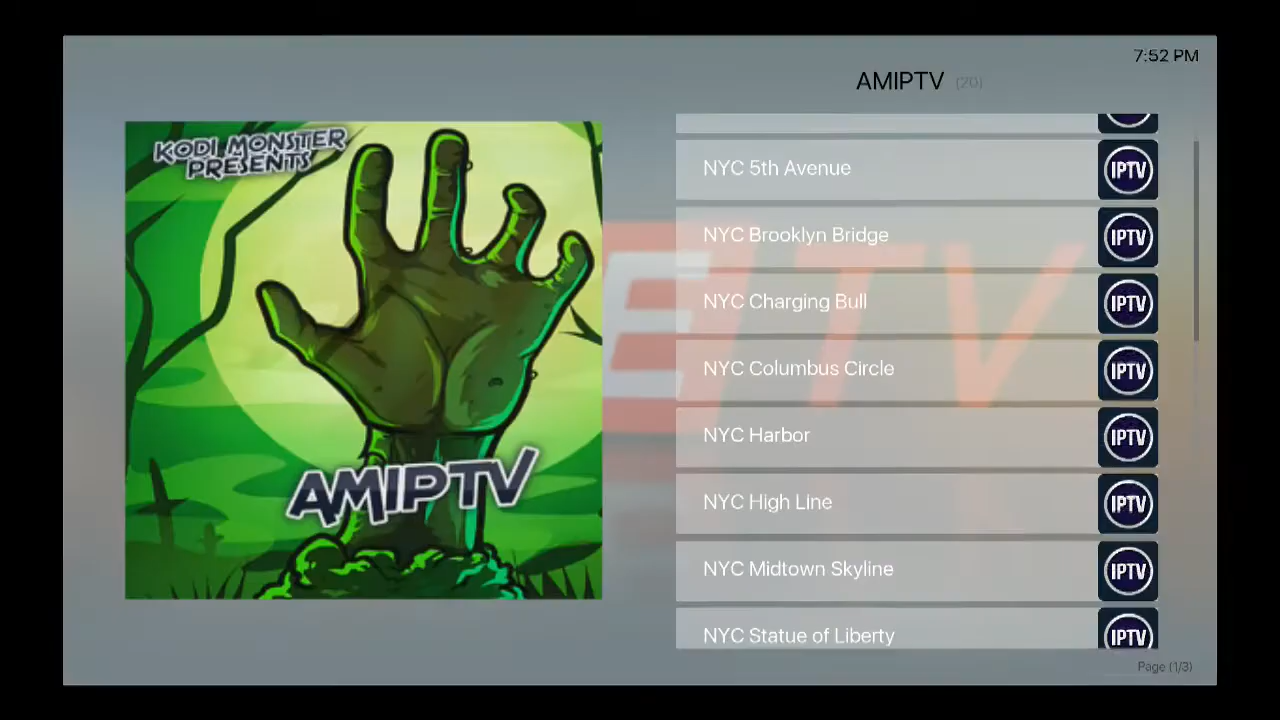 7:52 PM
AMIPTV (20)
KODI MONSTER
PRESENTS
AMIPTV
E TV
NYC 5th Avenue IPTV
NYC Brooklyn Bridge IPTV
NYC Charging Bull IPTV
NYC Columbus Circle IPTV
NYC Harbor IPTV
NYC High Line IPTV
NYC Midtown Skyline IPTV
NYC Statue of Liberty IPTV
Page (1/3)